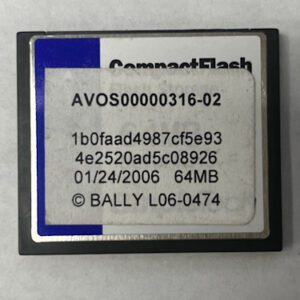 CompactFlash
AVOS00000316-02
1b0faad4987cf5e93
4e2520ad5c08926
01/24/2006 64MB
© BALLY L06-0474